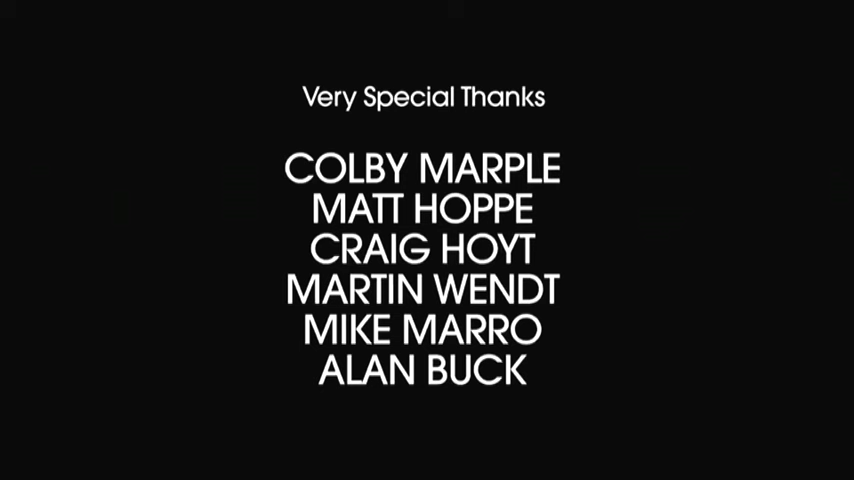 Very Special Thanks
COLBY MARPLE
MATT HOPPE
CRAIG HOYT
MARTIN WENDT
MIKE MARRO
ALAN BUCK